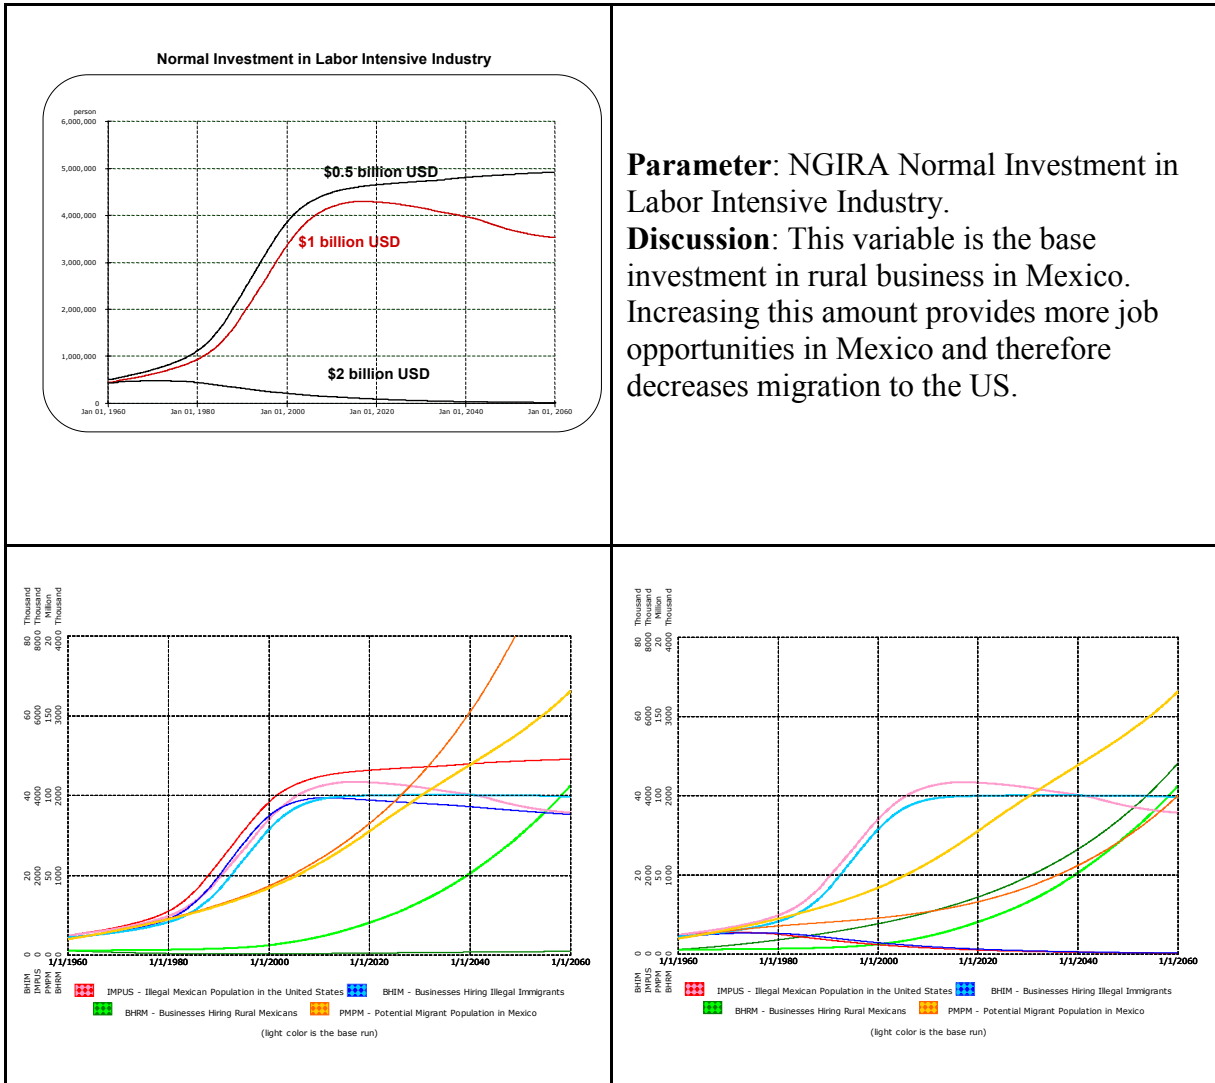 Normal Investment in Labor Intensive Industry
person
6,000,000
5,000,000
4,000,000
3,000,000
2,000,000
1,000,000
0
$0.5 billion USD
$1 billion USD
$2 billion USD
Jan 01, 1960 Jan 01, 1980 Jan 01, 2000 Jan 01, 2020 Jan 01, 2040 Jan 01, 2060
Parameter: NGIRA Normal Investment in
Labor Intensive Industry.
Discussion: This variable is the base
investment in rural business in Mexico.
Increasing this amount provides more job
opportunities in Mexico and therefore
decreases migration to the US.
Thousand
Thousand
Million
Thousand
80 8000 20 4000
60 6000 150 3000
40 4000 100 2000
20 2000 50 1000
0 0 0 0
1/1/1960 1/1/1980 1/1/2000 1/1/2020 1/1/2040 1/1/2060
BHIM
IMPUS
PMPM
BHRM
IMPUS - Illegal Mexican Population in the United States BHIM - Businesses Hiring Illegal Immigrants
BHRM - Businesses Hiring Rural Mexicans PMPM - Potential Migrant Population in Mexico
(light color is the base run)
Thousand
Thousand
Million
Thousand
80 8000 20 4000
60 6000 150 3000
40 4000 100 2000
20 2000 50 1000
0 0 0 0
1/1/1960 1/1/1980 1/1/2000 1/1/2020 1/1/2040 1/1/2060
BHIM
IMPUS
PMPM
BHRM
IMPUS - Illegal Mexican Population in the United States BHIM - Businesses Hiring Illegal Immigrants
BHRM - Businesses Hiring Rural Mexicans PMPM - Potential Migrant Population in Mexico
(light color is the base run)